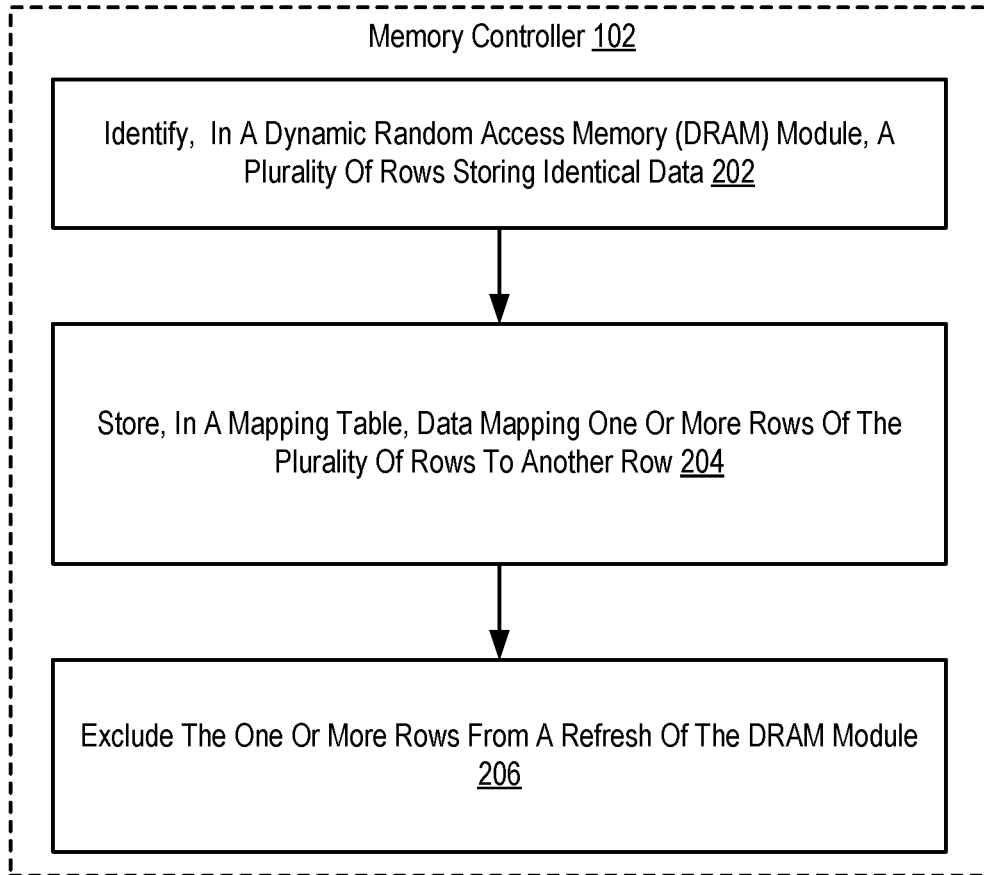 Memory Controller 102
Identify, In A Dynamic Random Access Memory (DRAM) Module, A
Plurality Of Rows Storing Identical Data 202
Store, In A Mapping Table, Data Mapping One Or More Rows Of The
Plurality Of Rows To Another Row 204
Exclude The One Or More Rows From A Refresh Of The DRAM Module
206